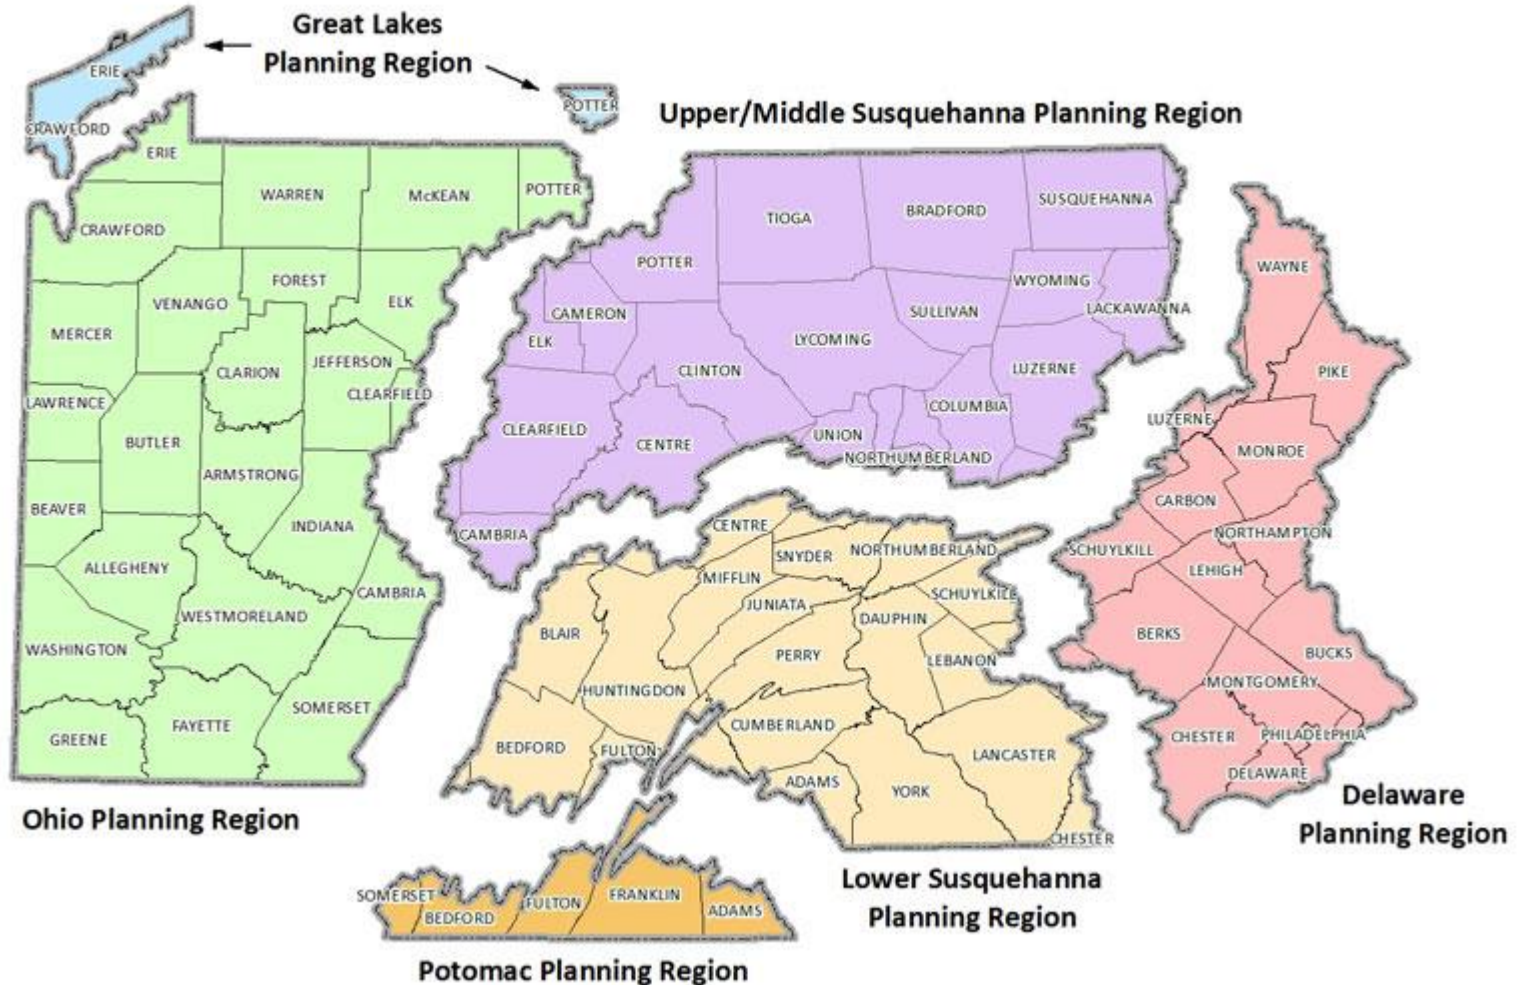 Great Lakes
Planning Region
ERIE
CRAWFORD
POTTER
Upper/Middle Susquehanna Planning Region
ERIE
WARREN
McKEAN
POTTER
CRAWFORD
VENANGO
FOREST
ELK
MERCER
CLARION
JEFFERSON
CLEARFIELD
LAWRENCE
BUTLER
ARMSTRONG
BEAVER
INDIANA
ALLEGHENY
CAMBRIA
WESTMORELAND
WASHINGTON
SOMERSET
FAYETTE
GREENE
Ohio Planning Region
TIOGA
BRADFORD
SUSQUEHANNA
POTTER
WYOMING
CAMERON
SULLIVAN
LACKAWANNA
ELK
LYCOMING
CLINTON
LUZERNE
COLUMBIA
CLEARFIELD
CENTRE
UNION
NORTHUMBERLAND
CAMBRIA
WAYNE
PIKE
LUZERNE
MONROE
CARBON
NORTHAMPTON
SCHUYLKILL
LEHIGH
BERKS
BUCKS
MONTGOMERY
CHESTER
PHILADELPHIA
DELAWARE
Delaware
Planning Region
CENTRE
SNYDER
NORTHUMBERLAND
MIFFLIN
JUNIATA
SCHUYLKILL
DAUPHIN
BLAIR
PERRY
LEBANON
HUNTINGDON
CUMBERLAND
BEDFORD
FULTON
LANCASTER
ADAMS
YORK
CHESTER
Lower Susquehanna
Planning Region
SOMERSET
BEDFORD
FULTON
FRANKLIN
ADAMS
Potomac Planning Region